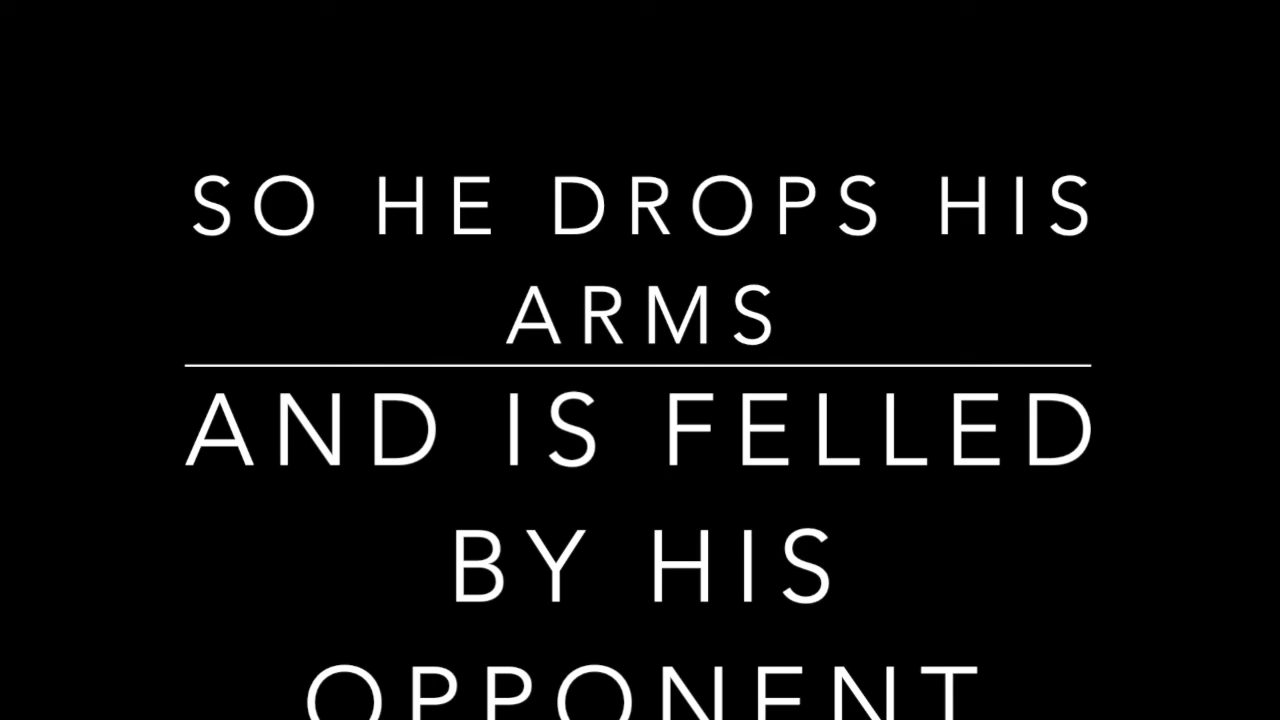 SO HE DROPS HIS
ARMS
AND IS FELLED
BY HIS
OPPONENT